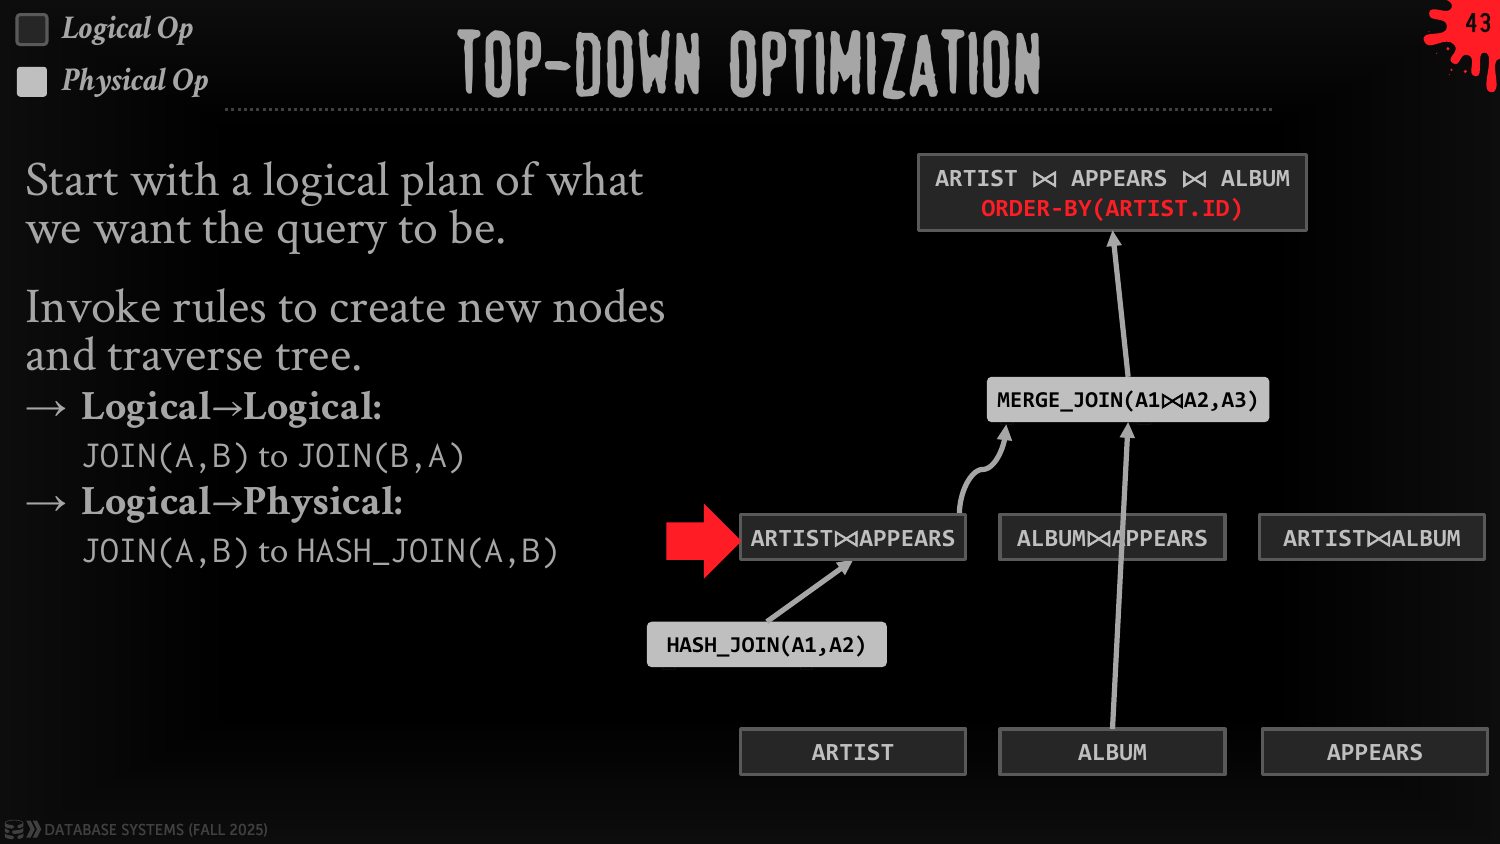 Logical Op
Physical Op
TOP-DOWN OPTIMIZATION
43
Start with a logical plan of what
we want the query to be.
Invoke rules to create new nodes
and traverse tree.
→ Logical→Logical:
JOIN(A,B) to JOIN(B,A)
→ Logical→Physical:
JOIN(A,B) to HASH_JOIN(A,B)
ARTIST ⋈ APPEARS ⋈ ALBUM
ORDER-BY(ARTIST.ID)
MERGE_JOIN(A1⋈A2,A3)
ARTIST⋈APPEARS
ALBUM⋈APPEARS
ARTIST⋈ALBUM
HASH_JOIN(A1,A2)
ARTIST
ALBUM
APPEARS
DATABASE SYSTEMS (FALL 2025)